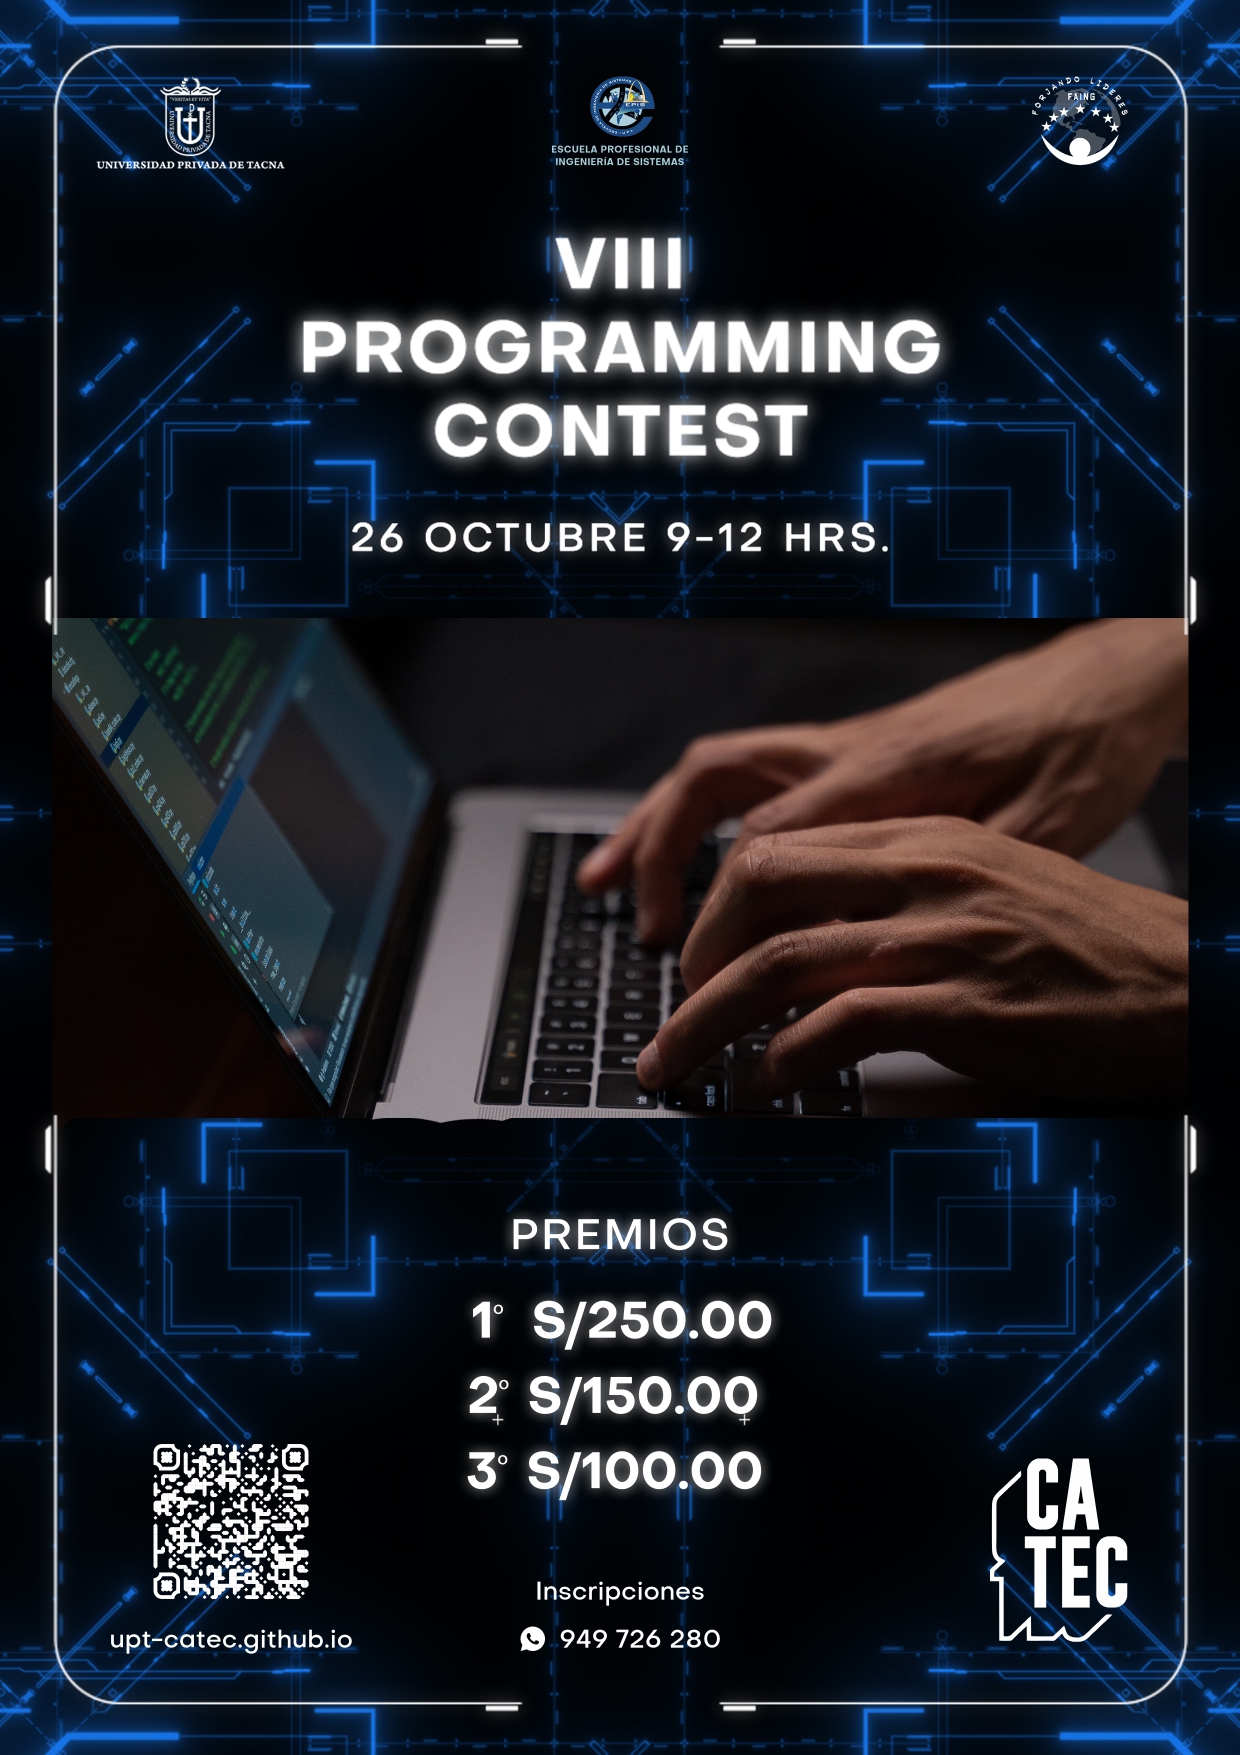 UNIVERSIDAD PRIVADA DE TACNA
EPIS
ESCUELA PROFESIONAL DE
INGENIERÍA DE SISTEMAS
FORJANDO LIDERES
FAING
VIII
PROGRAMMING
CONTEST
26 OCTUBRE 9-12 HRS.
PREMIOS
1° S/250.00
2° S/150.00
3° S/100.00
Inscripciones
949 726 280
upt-catec.github.io
CA
TEC